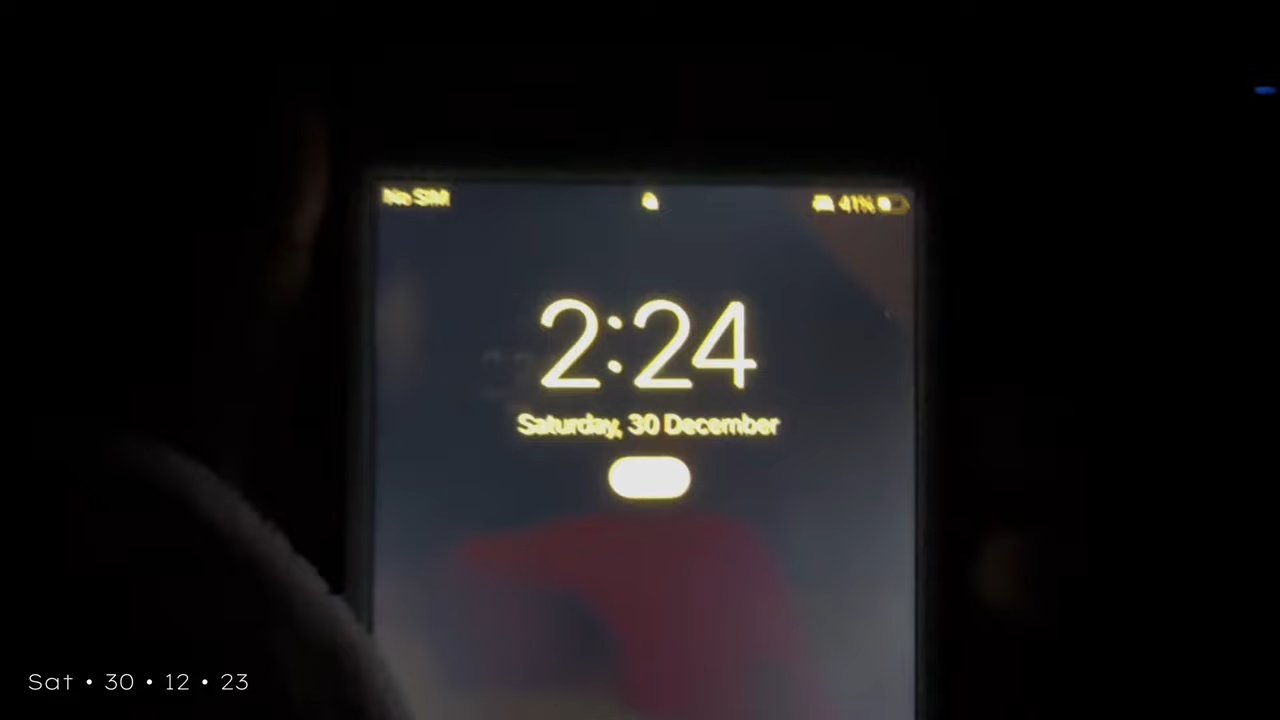 No SIM
41%
2:24
Saturday, 30 December
Sat • 30 • 12 • 23